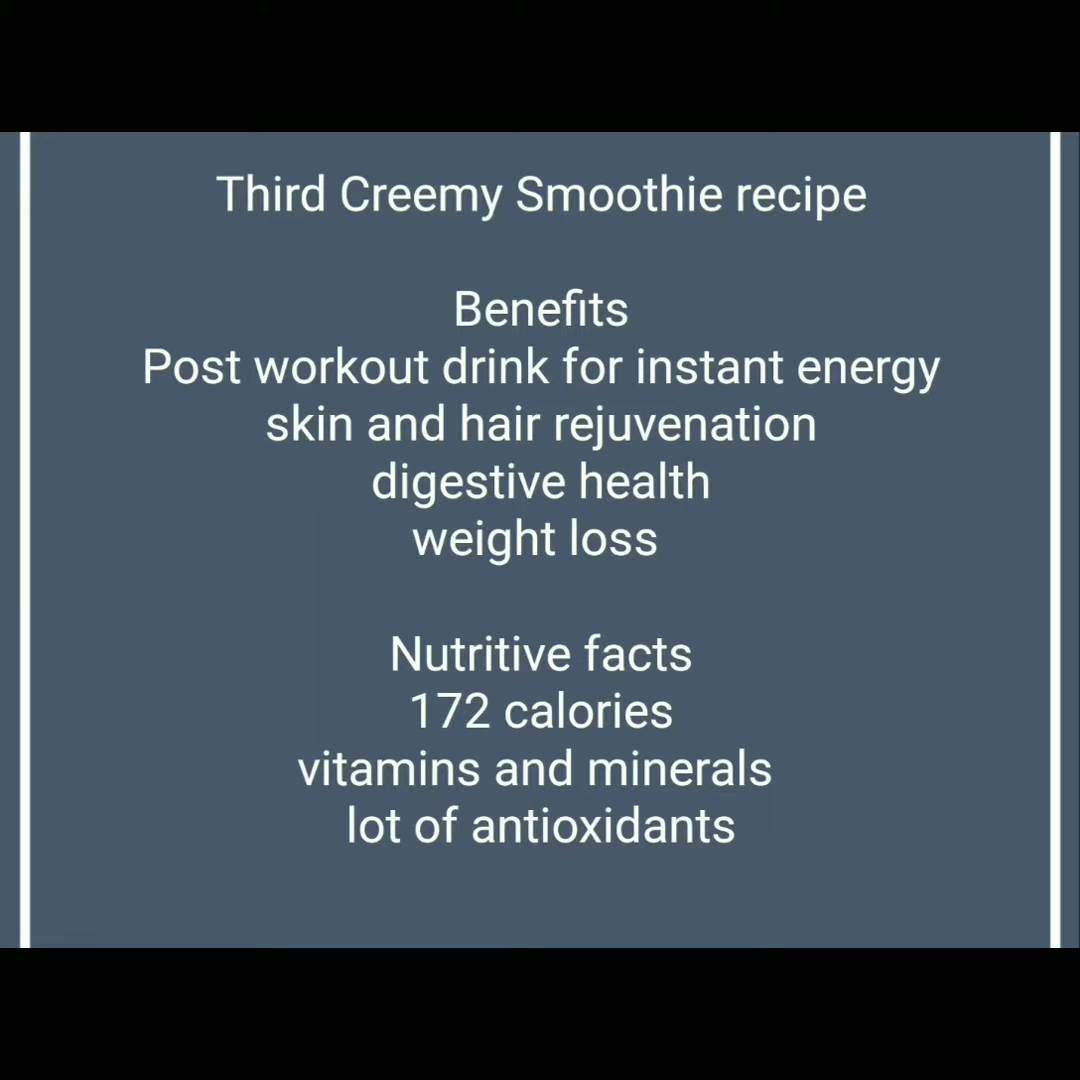 Third Creemy Smoothie recipe
Benefits
Post workout drink for instant energy
skin and hair rejuvenation
digestive health
weight loss
Nutritive facts
172 calories
vitamins and minerals
lot of antioxidants